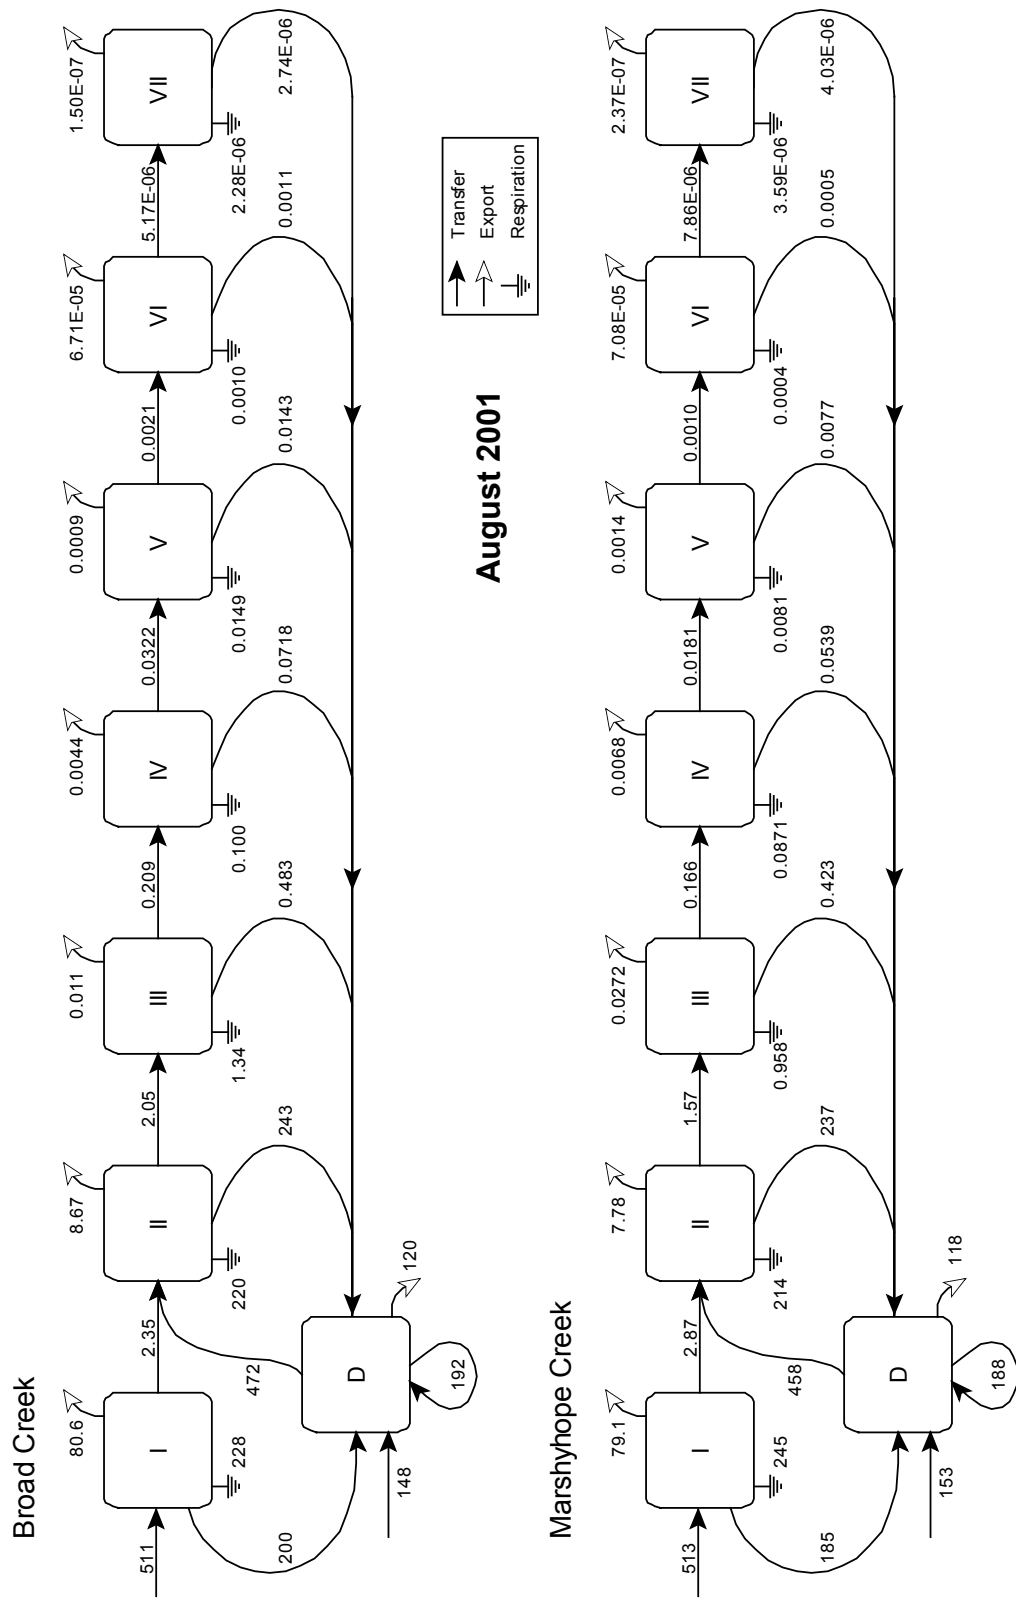 Broad Creek
80.6
8.67
0.011
0.0044
0.0009
6.71E-05
1.50E-07
511
I
2.35
II
2.05
III
0.209
IV
0.0322
V
0.0021
VI
5.17E-06
VII
228
220
1.34
0.100
0.0149
0.0010
2.28E-06
200
472
243
0.483
0.0718
0.0143
0.0011
2.74E-06
148
D
120
192
August 2001
Transfer
Export
Respiration
Marshyhope Creek
79.1
7.78
0.0272
0.0068
0.0014
7.08E-05
2.37E-07
513
I
2.87
II
1.57
III
0.166
IV
0.0181
V
0.0010
VI
7.86E-06
VII
245
214
0.958
0.0871
0.0081
0.0004
3.59E-06
185
458
237
0.423
0.0539
0.0077
0.0005
4.03E-06
153
D
118
188